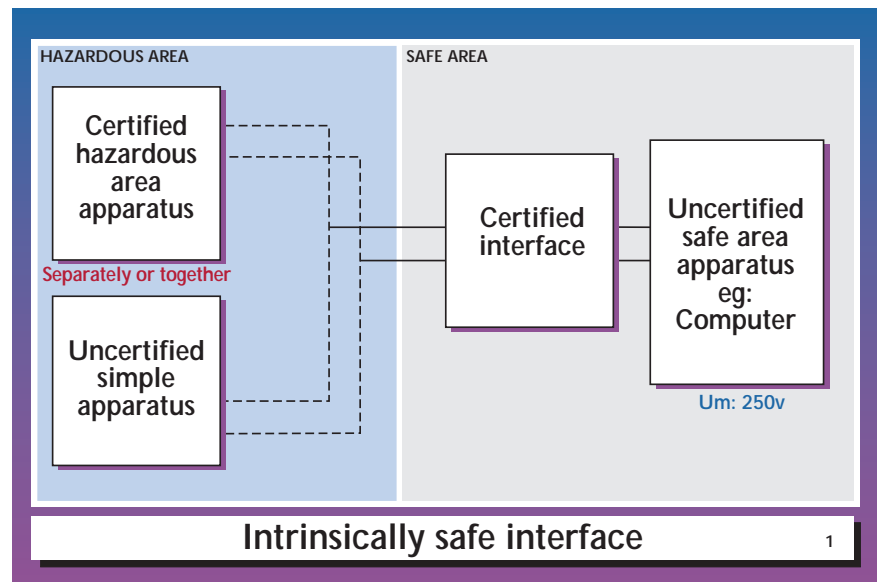 HAZARDOUS AREA
SAFE AREA
Certified
hazardous
area
apparatus
Separately or together
Uncertified
simple
apparatus
Certified
interface
Uncertified
safe area
apparatus
eg:
Computer
Um: 250v
Intrinsically safe interface
1